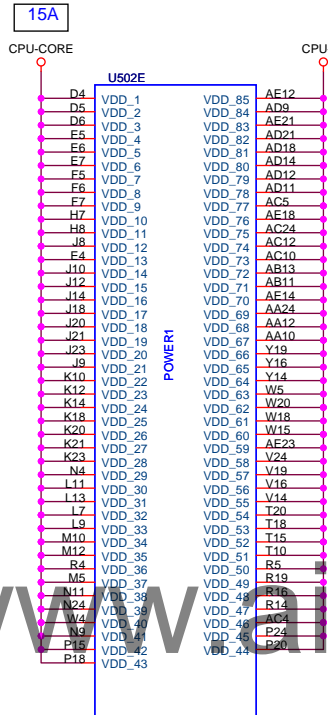 15A
CPU-CORE CPU
U502E
D4 VDD_1 VDD_85 AE12
D5 VDD_2 VDD_84 AD9
D6 VDD_3 VDD_83 AE21
E5 VDD_4 VDD_82 AD21
E6 VDD_5 VDD_81 AD18
E7 VDD_6 VDD_80 AD14
F5 VDD_7 VDD_79 AD12
F6 VDD_8 VDD_78 AD11
F7 VDD_9 VDD_77 AC5
H7 VDD_10 VDD_76 AE18
H8 VDD_11 VDD_75 AC24
J8 VDD_12 VDD_74 AC12
F4 VDD_13 VDD_73 AC10
J10 VDD_14 VDD_72 AB13
J12 VDD_15 VDD_71 AB11
J14 VDD_16 VDD_70 AE14
J18 VDD_17 VDD_69 AA24
J20 VDD_18 VDD_68 AA12
J21 VDD_19 VDD_67 AA10
J23 VDD_20 VDD_66 Y19
J9 VDD_21 VDD_65 Y16
K10 VDD_22 VDD_64 Y14
K12 VDD_23 VDD_63 W5
K14 VDD_24 VDD_62 W20
K18 VDD_25 VDD_61 W18
K20 VDD_26 VDD_60 W15
K21 VDD_27 VDD_59 AE23
K23 VDD_28 VDD_58 V24
N4 VDD_29 VDD_57 V19
L11 VDD_30 VDD_56 V16
L13 VDD_31 VDD_55 V14
L7 VDD_32 VDD_54 T20
L9 VDD_33 VDD_53 T18
M10 VDD_34 VDD_52 T15
M12 VDD_35 VDD_51 T10
R4 VDD_36 VDD_50 R5
M5 VDD_37 VDD_49 R19
N11 VDD_38 VDD_48 R16
N24 VDD_39 VDD_47 R14
W4 VDD_40 VDD_46 AC4
N9 VDD_41 VDD_45 P24
P15 VDD_42 VDD_44 P20
P18 VDD_43
POWER1
www.ai